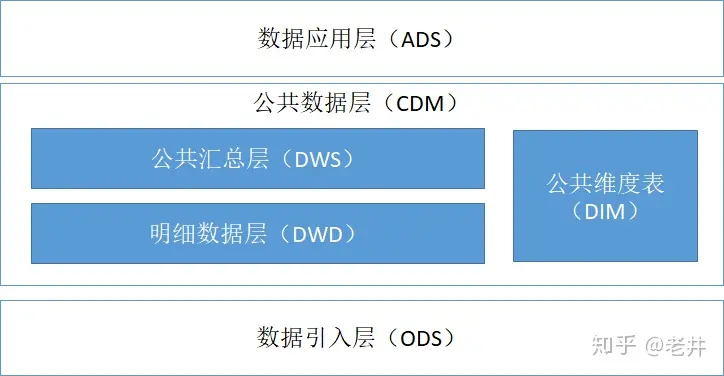 数据应用层（ADS）
公共数据层（CDM）
公共汇总层（DWS）
明细数据层（DWD）
公共维度表
（DIM）
数据引入层（ODS）
知乎 @老井